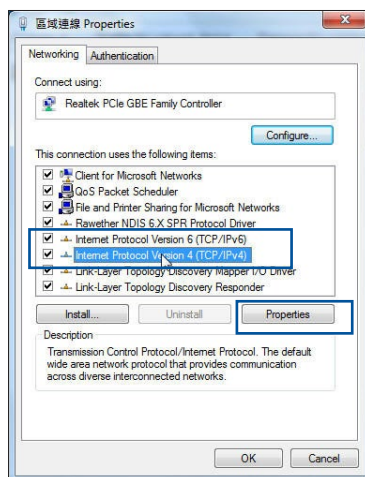 區域連線 Properties
Networking
Authentication
Connect using:
Realtek PCIe GBE Family Controller
Configure...
This connection uses the following items:
Client for Microsoft Networks
QoS Packet Scheduler
File and Printer Sharing for Microsoft Networks
Rawether NDIS 6.X SPR Protocol Driver
Internet Protocol Version 6 (TCP/IPv6)
Internet Protocol Version 4 (TCP/IPv4)
Link-Layer Topology Discovery Mapper I/O Driver
Link-Layer Topology Discovery Responder
Install...
Uninstall
Properties
Description
Transmission Control Protocol/Internet Protocol. The default
wide area network protocol that provides communication
across diverse interconnected networks.
OK
Cancel